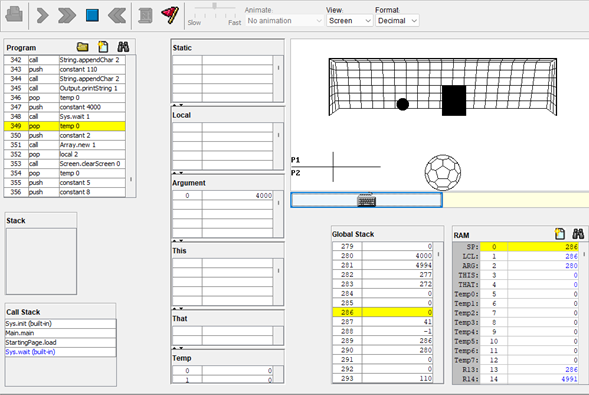 Animate:
View:
Format:
Slow
Fast
No animation
Screen
Decimal
Program
342 call String.appendChar 2
343 push constant 110
344 call String.appendChar 2
345 call Output.printString 1
346 pop temp 0
347 push constant 4000
348 call Sys.wait 1
349 pop temp 0
350 push constant 2
351 call Array.new 1
352 pop local 2
353 call Screen.clearScreen 0
354 pop temp 0
355 push constant 5
356 push constant 8
Static
Local
Argument
0 4000
This
That
Temp
0 0
1 0
P1
P2
Stack
Call Stack
Sys.init (built-in)
Main.main
StartingPage.load
Sys.wait (built-in)
Global Stack
279 0
280 4000
281 4994
282 277
283 272
284 0
285 0
286 0
287 41
288 -1
289 286
290 280
291 0
292 0
293 110
RAM
SP: 0 286
LCL: 1 286
ARG: 2 280
THIS: 3 0
THAT: 4 0
Temp0: 5 0
Temp1: 6 0
Temp2: 7 0
Temp3: 8 0
Temp4: 9 0
Temp5: 10 0
Temp6: 11 0
Temp7: 12 0
R13: 13 286
R14: 14 4991